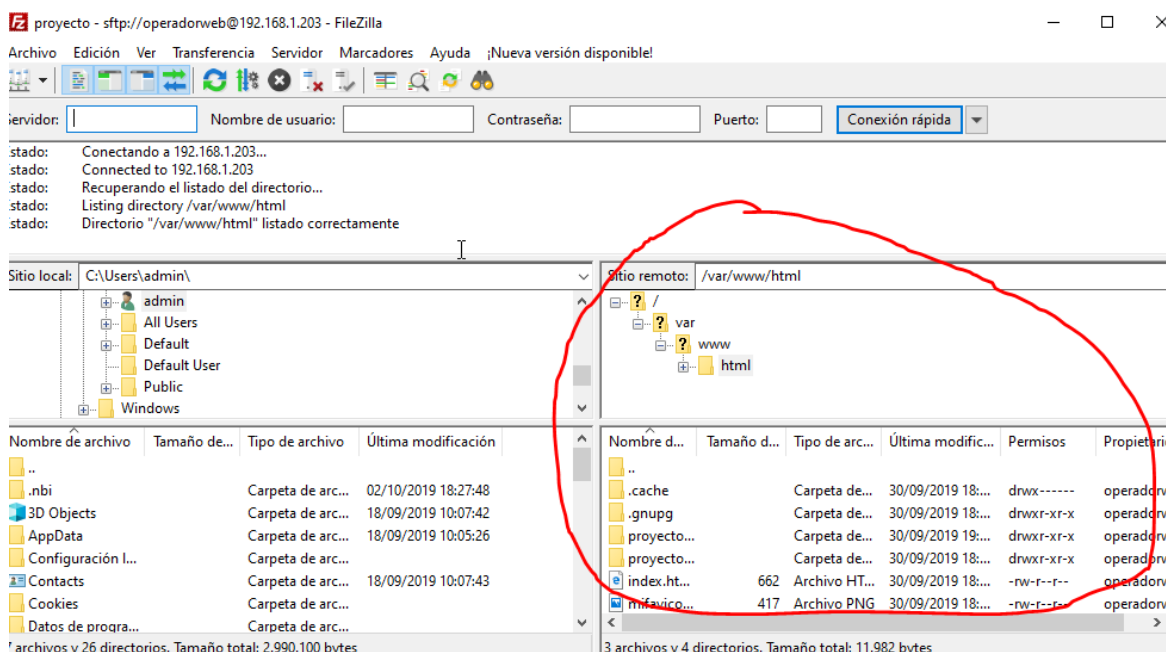 proyecto - sftp://operadorweb@192.168.1.203 - FileZilla
Archivo Edición Ver Transferencia Servidor Marcadores Ayuda ¡Nueva versión disponible!
Servidor: Nombre de usuario: Contraseña: Puerto: Conexión rápida
Estado: Conectando a 192.168.1.203...
Estado: Connected to 192.168.1.203
Estado: Recuperando el listado del directorio...
Estado: Listing directory /var/www/html
Estado: Directorio "/var/www/html" listado correctamente
Sitio local: C:\Users\admin\
admin
All Users
Default
Default User
Public
Windows
Nombre de archivo Tamaño de... Tipo de archivo Última modificación
..
.nbi Carpeta de arc... 02/10/2019 18:27:48
3D Objects Carpeta de arc... 18/09/2019 10:07:42
AppData Carpeta de arc... 18/09/2019 10:05:26
Configuración l... Carpeta de arc...
Contacts Carpeta de arc... 18/09/2019 10:07:43
Cookies Carpeta de arc...
Datos de progra... Carpeta de arc...
7 archivos y 26 directorios. Tamaño total: 2.990.100 bytes
Sitio remoto: /var/www/html
/
var
www
html
Nombre d... Tamaño d... Tipo de arc... Última modific... Permisos Propietari
..
.cache Carpeta de... 30/09/2019 18:... drwx------ operadorw
.gnupg Carpeta de... 30/09/2019 18:... drwxr-xr-x operadorw
proyecto... Carpeta de... 30/09/2019 19:... drwxr-xr-x operadorw
proyecto... Carpeta de... 30/09/2019 18:... drwxr-xr-x operadorw
index.ht... 662 Archivo HT... 30/09/2019 18:... -rw-r--r-- operadorw
mifavico... 417 Archivo PNG 30/09/2019 18:... -rw-r--r-- operadorw
3 archivos y 4 directorios. Tamaño total: 11.982 bytes